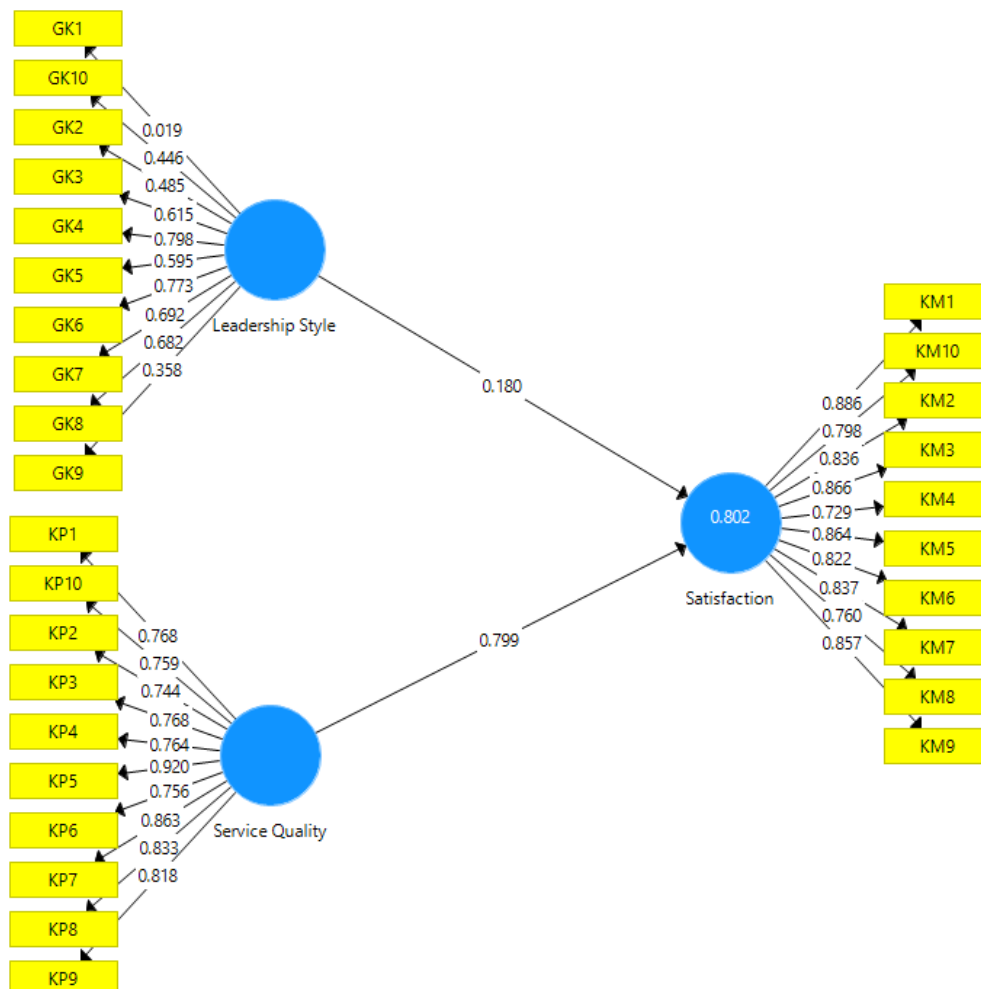 GK1
GK10
GK2
GK3
GK4
GK5
GK6
GK7
GK8
GK9
0.019
0.446
0.485
0.615
0.798
0.595
0.773
0.692
0.682
0.358
Leadership Style
0.180
KP1
KP10
KP2
KP3
KP4
KP5
KP6
KP7
KP8
KP9
0.768
0.759
0.744
0.768
0.764
0.920
0.756
0.863
0.833
0.818
Service Quality
0.799
0.802
Satisfaction
0.886
0.798
0.836
0.866
0.729
0.864
0.822
0.837
0.760
0.857
KM1
KM10
KM2
KM3
KM4
KM5
KM6
KM7
KM8
KM9